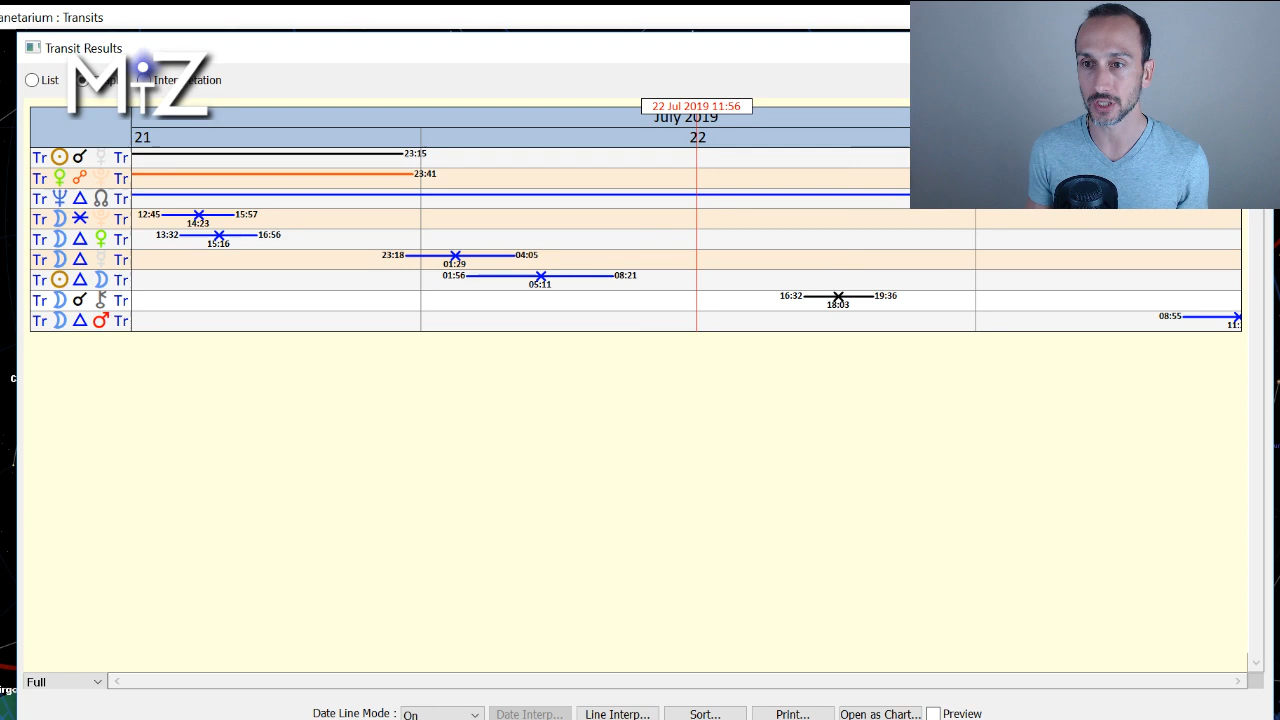 anetarium : Transits
Transit Results
MiTZ
List
Inter etation
22 Jul 2019 11:56
July 2019
21
22
Tr Tr 23:15
Tr Tr 23:41
Tr Tr
Tr Tr 12:45 14:23 15:57
Tr Tr 13:32 15:16 16:56
Tr Tr 23:18 01:29 04:05
Tr Tr 01:56 05:11 08:21
Tr Tr 16:32 18:03 19:36
Tr Tr 08:55 11:
Full
Date Line Mode : On Date Interp... Line Interp... Sort... Print... Open as Chart... Preview